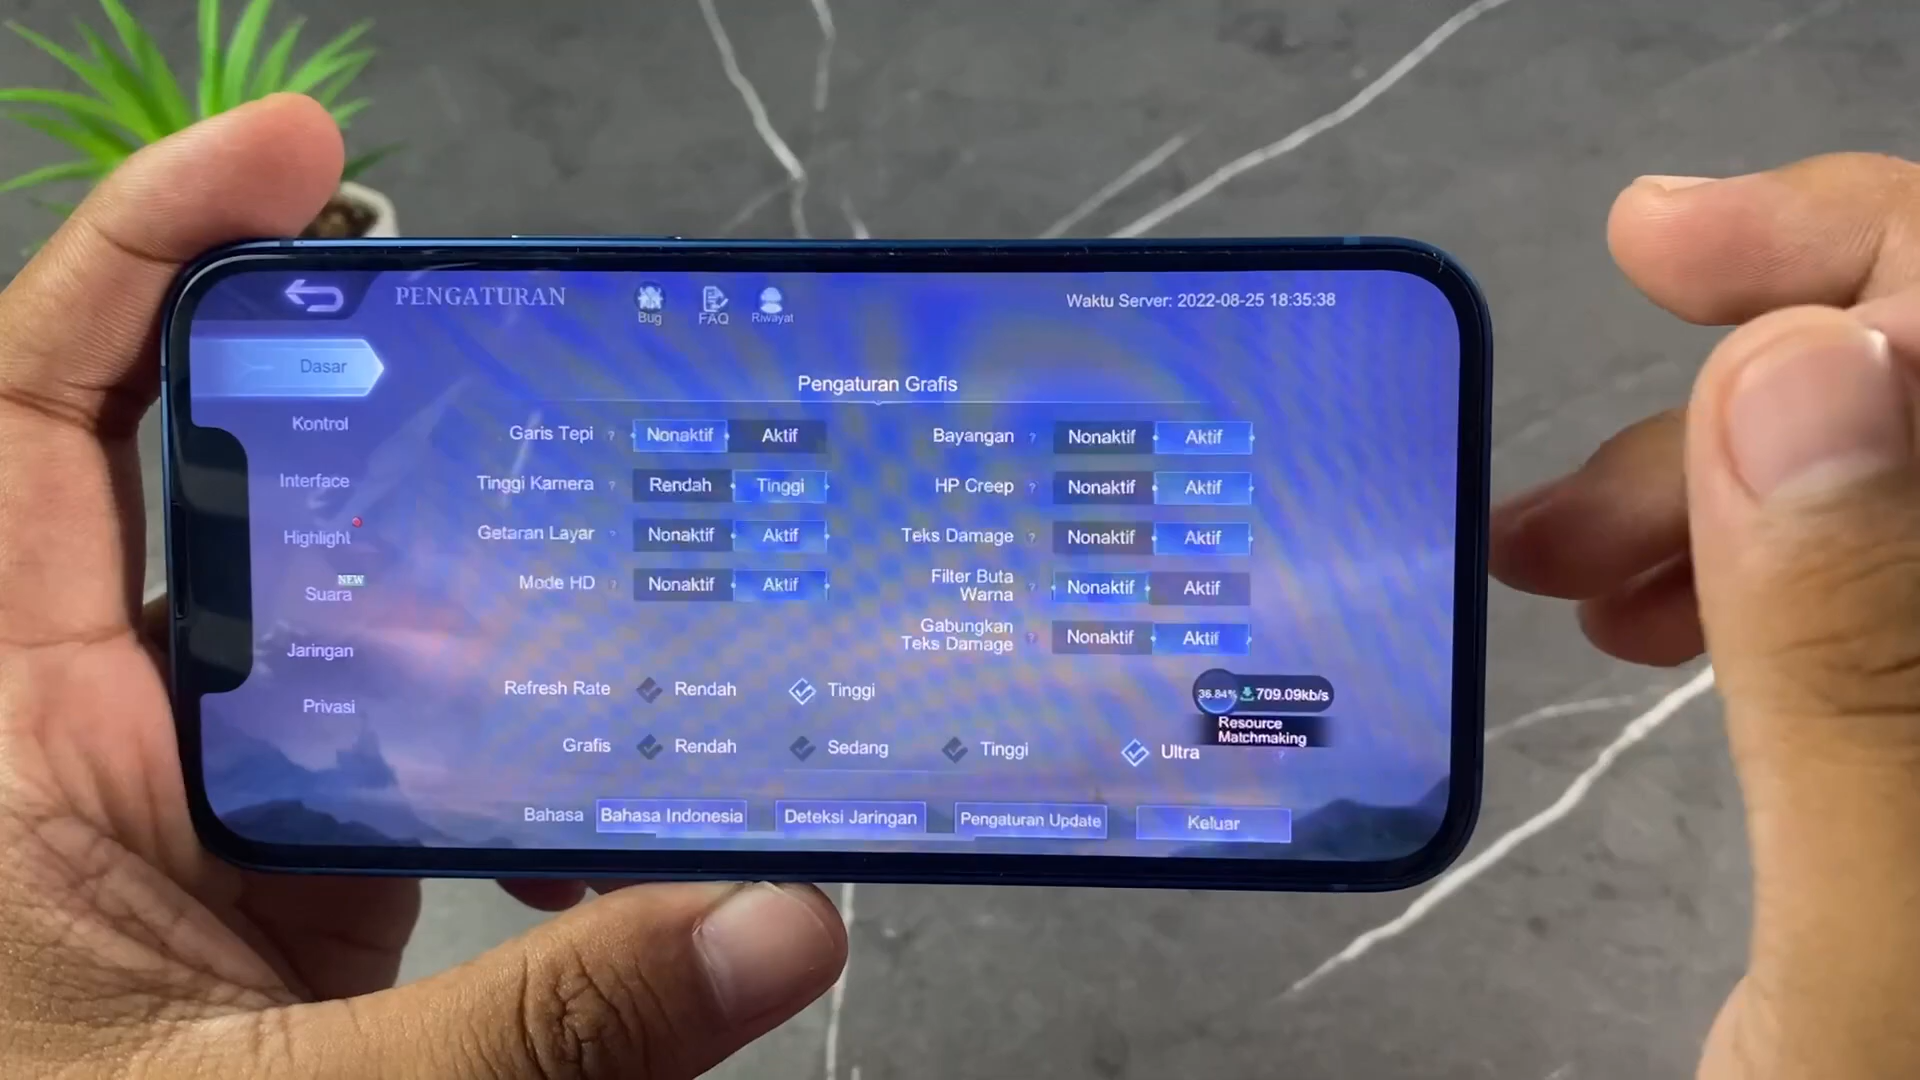 PENGATURAN
Bug
FAQ
Riwayat
Waktu Server: 2022-08-25 18:35:38
Dasar
Kontrol
Interface
Highlight
NEW
Suara
Jaringan
Privasi
Pengaturan Grafis
Garis Tepi ? Nonaktif Aktif
Bayangan ? Nonaktif Aktif
Tinggi Kamera ? Rendah Tinggi
HP Creep ? Nonaktif Aktif
Getaran Layar ? Nonaktif Aktif
Teks Damage ? Nonaktif Aktif
Mode HD ? Nonaktif Aktif
Filter Buta
Warna ? Nonaktif Aktif
Gabungkan
Teks Damage ? Nonaktif Aktif
Refresh Rate Rendah Tinggi
36.84% 709.09kb/s
Resource
Matchmaking
Grafis Rendah Sedang Tinggi Ultra ?
Bahasa Bahasa Indonesia Deteksi Jaringan Pengaturan Update Keluar